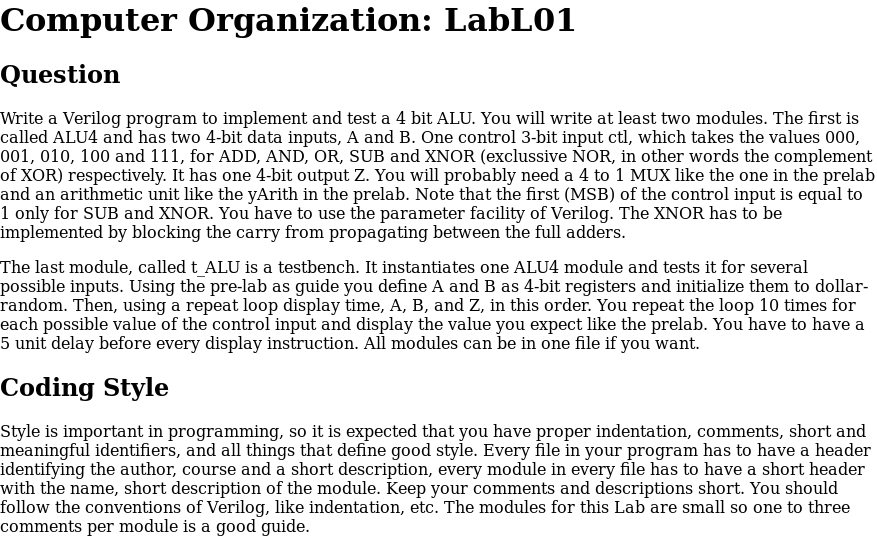 Computer Organization: LabL01
Question
Write a Verilog program to implement and test a 4 bit ALU. You will write at least two modules. The first is
called ALU4 and has two 4-bit data inputs, A and B. One control 3-bit input ctl, which takes the values 000,
001, 010, 100 and 111, for ADD, AND, OR, SUB and XNOR (exclussive NOR, in other words the complement
of XOR) respectively. It has one 4-bit output Z. You will probably need a 4 to 1 MUX like the one in the prelab
and an arithmetic unit like the yArith in the prelab. Note that the first (MSB) of the control input is equal to
1 only for SUB and XNOR. You have to use the parameter facility of Verilog. The XNOR has to be
implemented by blocking the carry from propagating between the full adders.
The last module, called t_ALU is a testbench. It instantiates one ALU4 module and tests it for several
possible inputs. Using the pre-lab as guide you define A and B as 4-bit registers and initialize them to dollar-
random. Then, using a repeat loop display time, A, B, and Z, in this order. You repeat the loop 10 times for
each possible value of the control input and display the value you expect like the prelab. You have to have a
5 unit delay before every display instruction. All modules can be in one file if you want.
Coding Style
Style is important in programming, so it is expected that you have proper indentation, comments, short and
meaningful identifiers, and all things that define good style. Every file in your program has to have a header
identifying the author, course and a short description, every module in every file has to have a short header
with the name, short description of the module. Keep your comments and descriptions short. You should
follow the conventions of Verilog, like indentation, etc. The modules for this Lab are small so one to three
comments per module is a good guide.